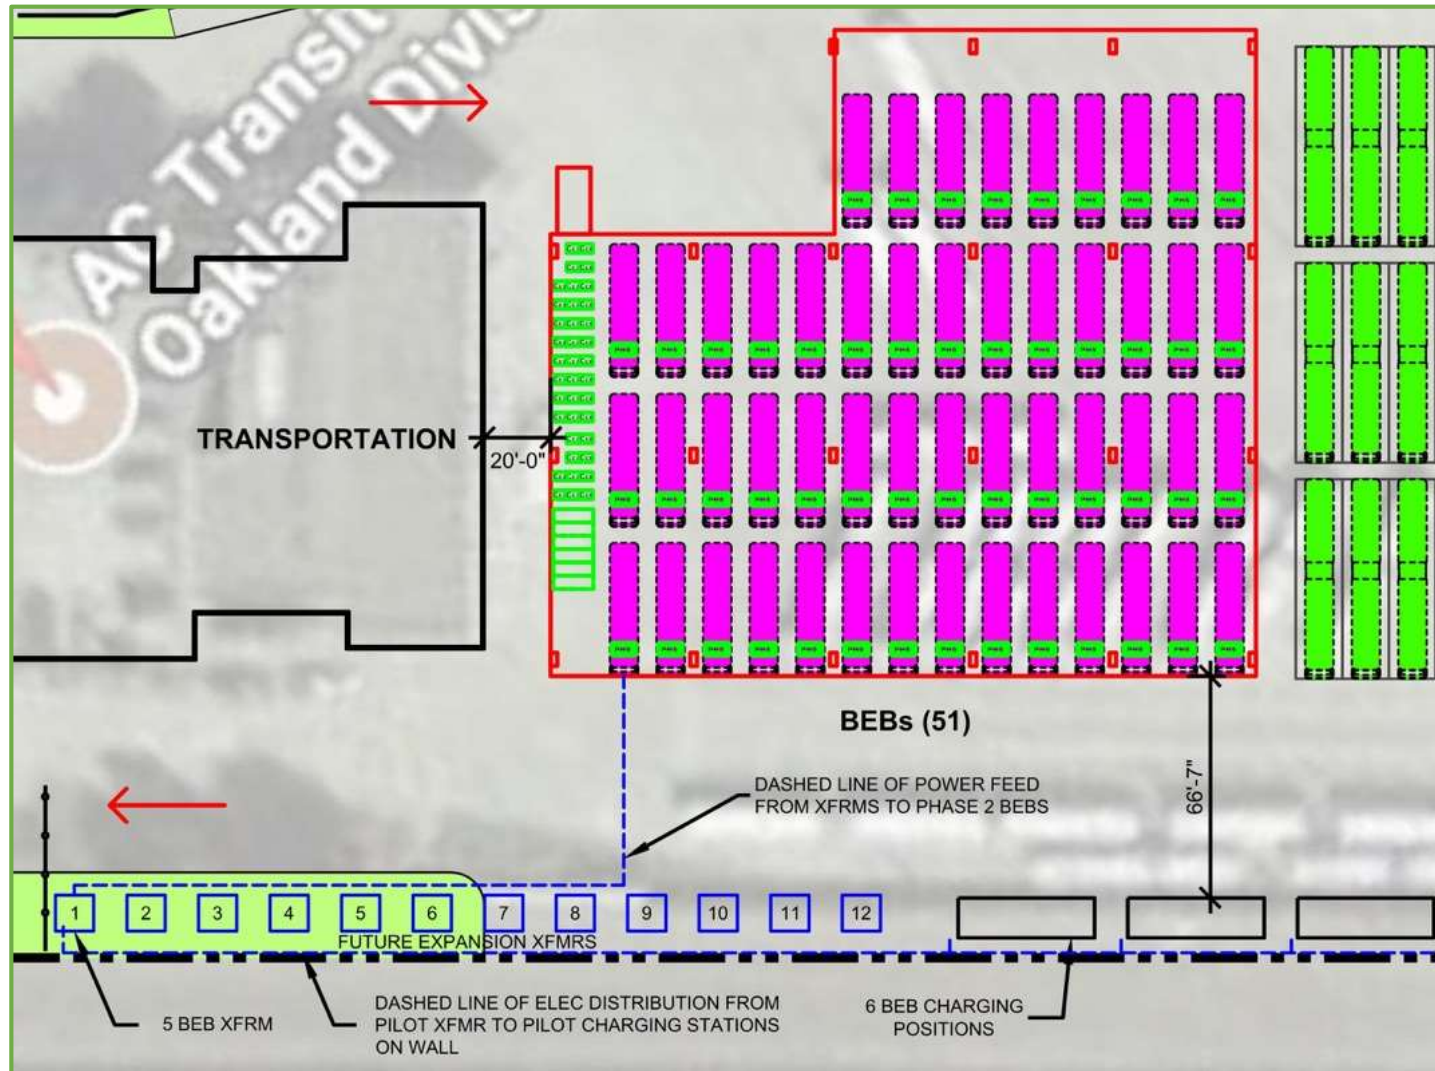 AC Transit
Oakland Divis
TRANSPORTATION
20'-0"
BEBs (51)
66'-7"
DASHED LINE OF POWER FEED
FROM XFRMS TO PHASE 2 BEBS
1 2 3 4 5 6 7 8 9 10 11 12
FUTURE EXPANSION XFMRS
5 BEB XFRM
DASHED LINE OF ELEC DISTRIBUTION FROM
PILOT XFMR TO PILOT CHARGING STATIONS
ON WALL
6 BEB CHARGING
POSITIONS